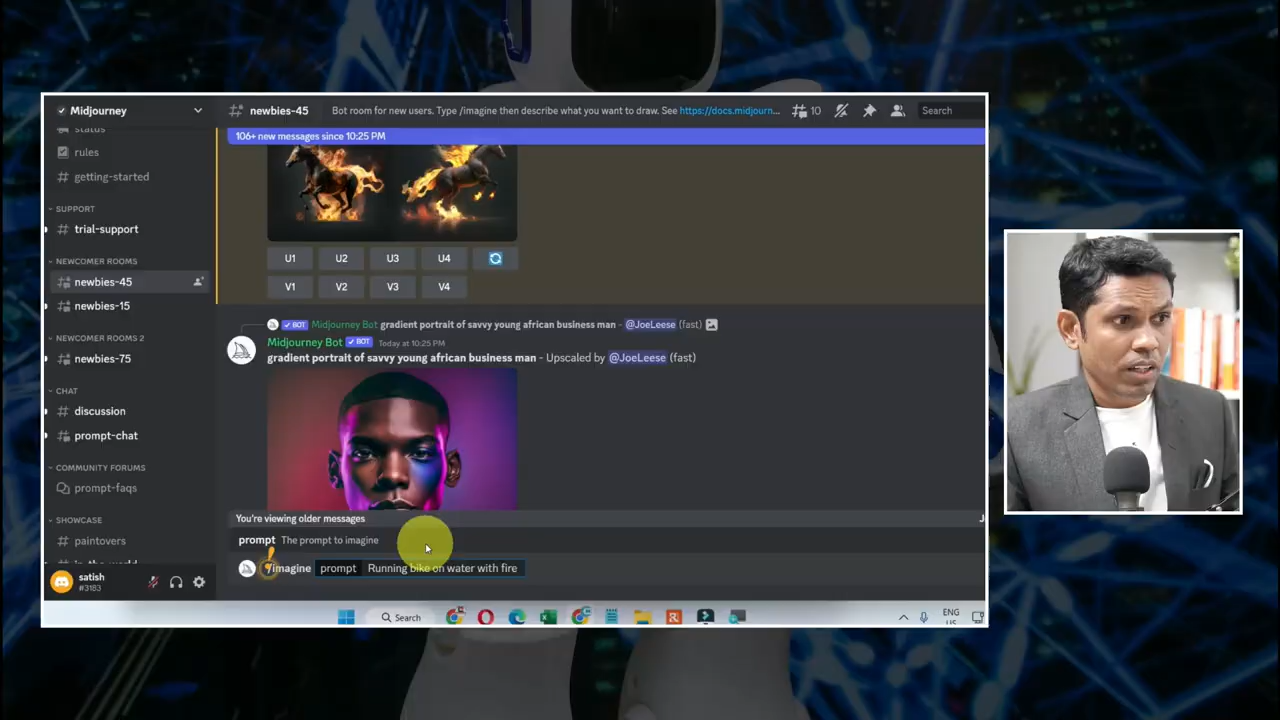 Midjourney
newbies-45
Bot room for new users. Type /imagine then describe what you want to draw. See https://docs.midjourn...
10
Search
status
106+ new messages since 10:25 PM
rules
getting-started
SUPPORT
trial-support
NEWCOMER ROOMS
newbies-45
newbies-15
NEWCOMER ROOMS 2
newbies-75
CHAT
discussion
prompt-chat
COMMUNITY FORUMS
prompt-faqs
SHOWCASE
paintovers
in-the-world
satish
#3183
U1 U2 U3 U4
V1 V2 V3 V4
BOT Midjourney Bot gradient portrait of savvy young african business man - @JoeLeese (fast)
Midjourney Bot BOT Today at 10:25 PM
gradient portrait of savvy young african business man - Upscaled by @JoeLeese (fast)
You're viewing older messages
J
prompt The prompt to imagine
/imagine prompt Running bike on water with fire
Search
ENG
US